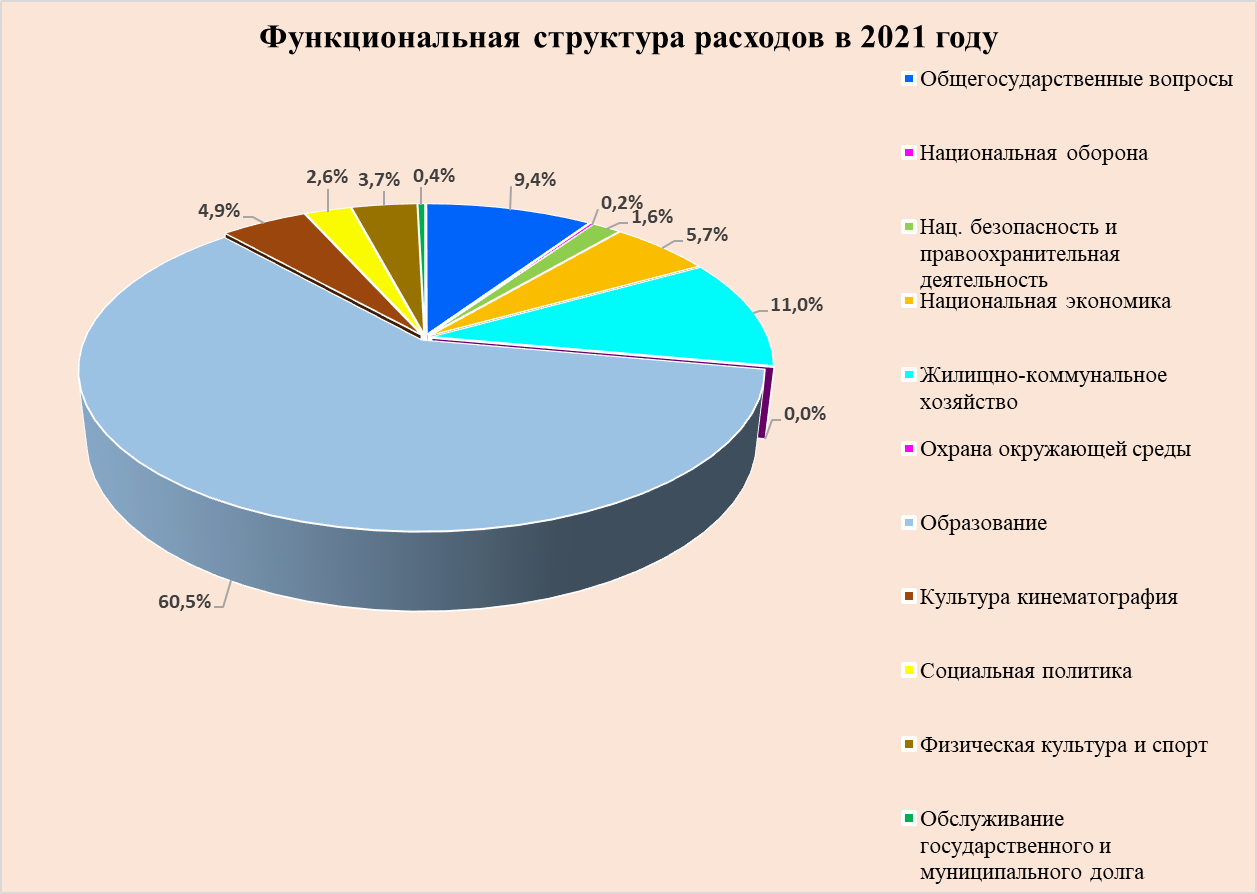 Функциональная структура расходов в 2021 году
Общегосударственные вопросы
Национальная оборона
Нац. безопасность и
правоохранительная
деятельность
Национальная экономика
Жилищно-коммунальное
хозяйство
Охрана окружающей среды
Образование
Культура кинематография
Социальная политика
Физическая культура и спорт
Обслуживание
государственного и
муниципального долга
9,4%
0,2%
1,6%
5,7%
11,0%
0,0%
60,5%
4,9%
2,6%
3,7%
0,4%